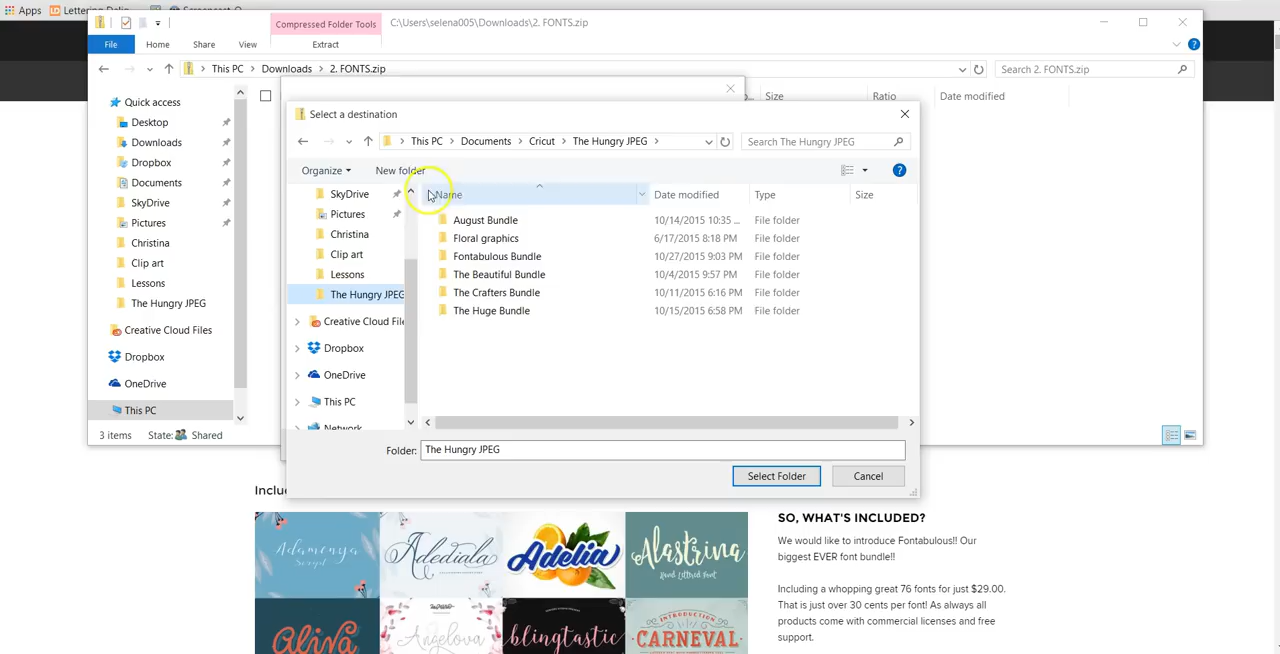 Apps
Compressed Folder Tools
C:\Users\selena005\Downloads\2. FONTS.zip
File
Home
Share
View
Extract
This PC
Downloads
2. FONTS.zip
Search 2. FONTS.zip
Size
Ratio
Date modified
Quick access
Desktop
Downloads
Dropbox
Documents
SkyDrive
Pictures
Christina
Clip art
Lessons
The Hungry JPEG
Creative Cloud Files
Dropbox
OneDrive
This PC
3 items
State:
Shared
Select a destination
This PC
Documents
Cricut
The Hungry JPEG
Search The Hungry JPEG
Organize
New folder
SkyDrive
Pictures
Christina
Clip art
Lessons
The Hungry JPEG
Creative Cloud File
Dropbox
OneDrive
This PC
Network
Name
Date modified
Type
Size
August Bundle
10/14/2015 10:35 ...
File folder
Floral graphics
6/17/2015 8:18 PM
File folder
Fontabulous Bundle
10/27/2015 9:03 PM
File folder
The Beautiful Bundle
10/4/2015 9:57 PM
File folder
The Crafters Bundle
10/11/2015 6:16 PM
File folder
The Huge Bundle
10/15/2015 6:58 PM
File folder
Folder:
The Hungry JPEG
Select Folder
Cancel
Adamenya
Script
Adediala
Adelia
Alastrina
Hand Lettered Font
Aliva
Angelova
blingtastic
INTRODUCTION
CARNEVAL
SO, WHAT'S INCLUDED?
We would like to introduce Fontabulous!! Our
biggest EVER font bundle!!
Including a whopping great 76 fonts for just $29.00.
That is just over 30 cents per font! As always all
products come with commercial licenses and free
support.